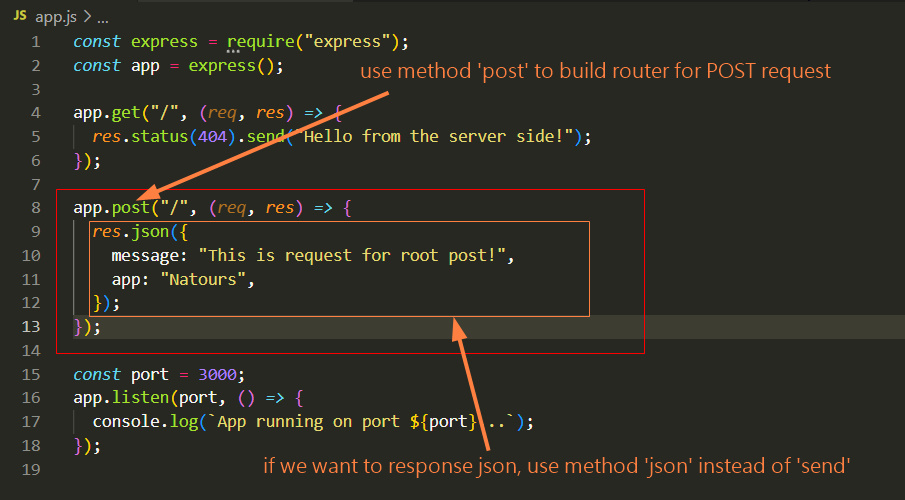 JS app.js > ...
1 const express = require("express");
2 const app = express();
use method 'post' to build router for POST request
3
4 app.get("/", (req, res) => {
5 res.status(404).send("Hello from the server side!");
6 });
7
8 app.post("/", (req, res) => {
9 res.json({
10 message: "This is request for root post!",
11 app: "Natours",
12 });
13 });
14
15 const port = 3000;
16 app.listen(port, () => {
17 console.log(`App running on port ${port}...`);
18 });
if we want to response json, use method 'json' instead of 'send'
19